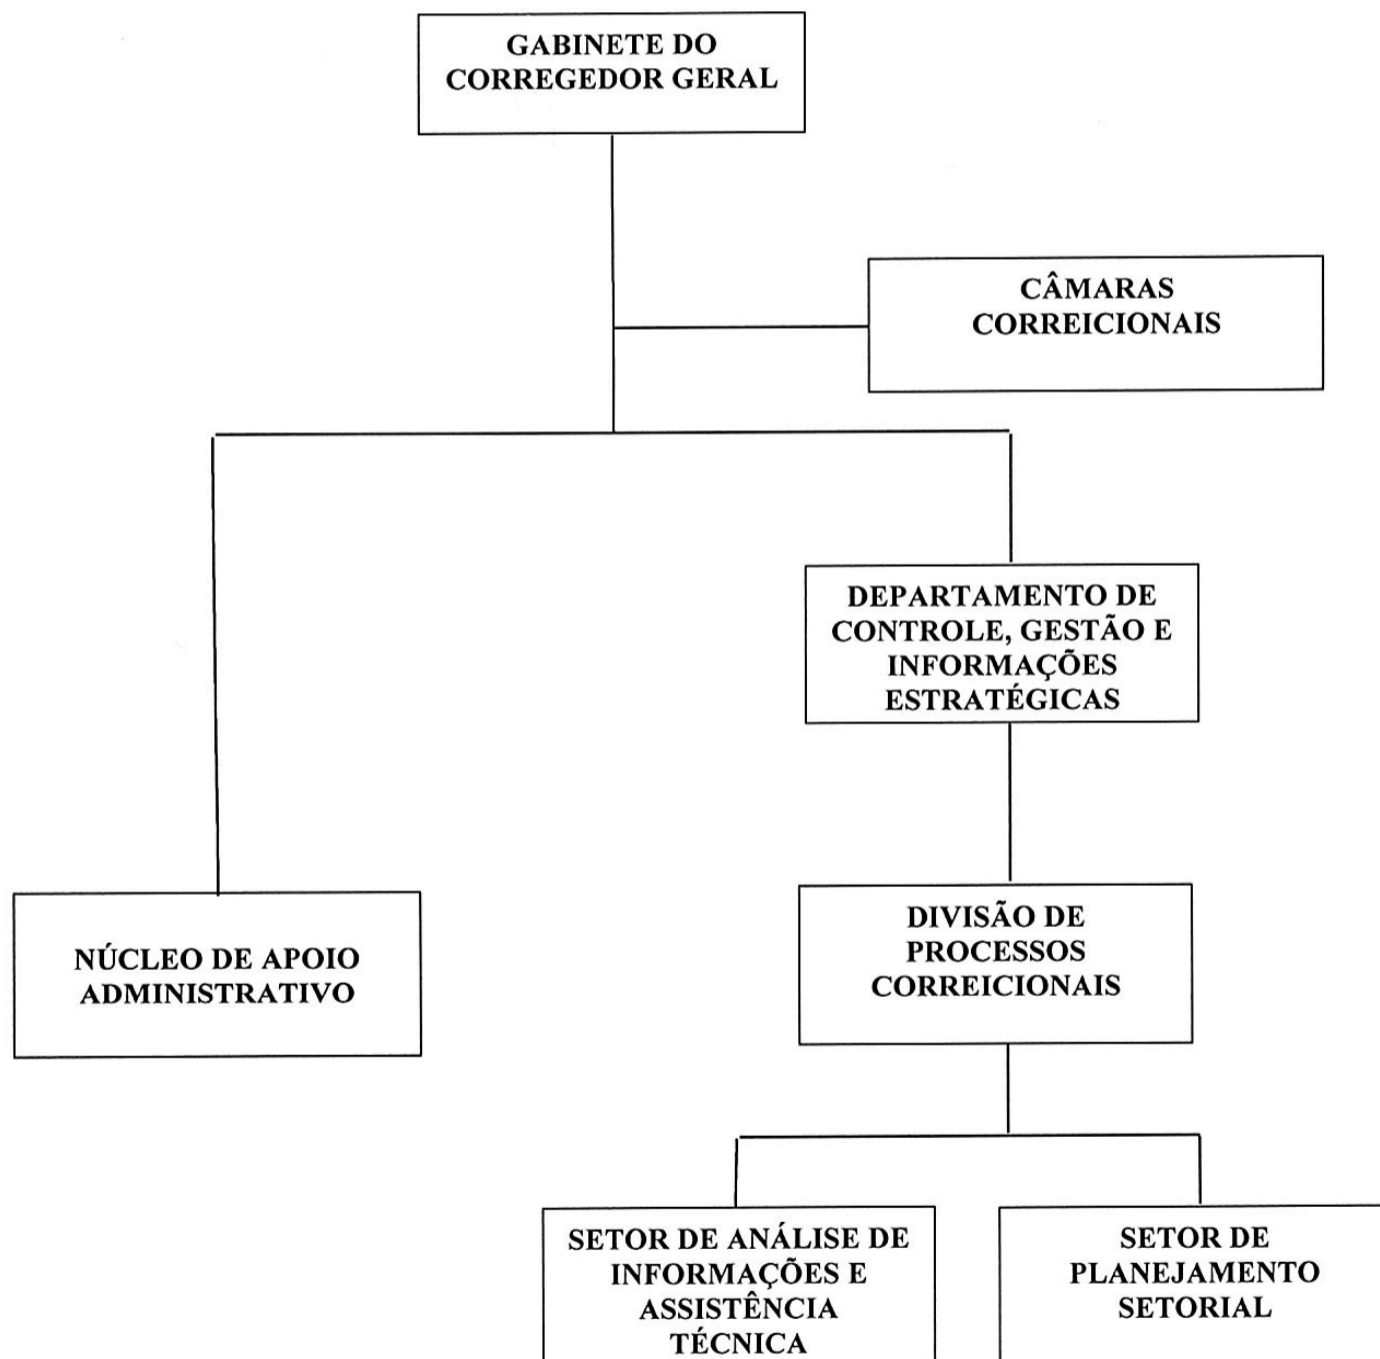 GABINETE DO
CORREGEDOR GERAL
CÂMARAS
CORREICIONAIS
DEPARTAMENTO DE
CONTROLE, GESTÃO E
INFORMAÇÕES
ESTRATÉGICAS
NÚCLEO DE APOIO
ADMINISTRATIVO
DIVISÃO DE
PROCESSOS
CORREICIONAIS
SETOR DE ANÁLISE DE
INFORMAÇÕES E
ASSISTÊNCIA
TÉCNICA
SETOR DE
PLANEJAMENTO
SETORIAL